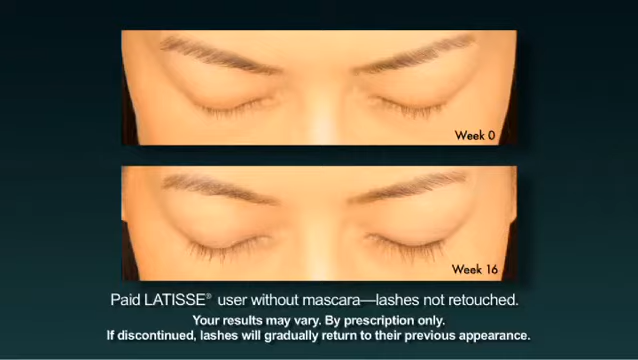 Week 0
Week 16
Paid LATISSE® user without mascara—lashes not retouched.
Your results may vary. By prescription only.
If discontinued, lashes will gradually return to their previous appearance.